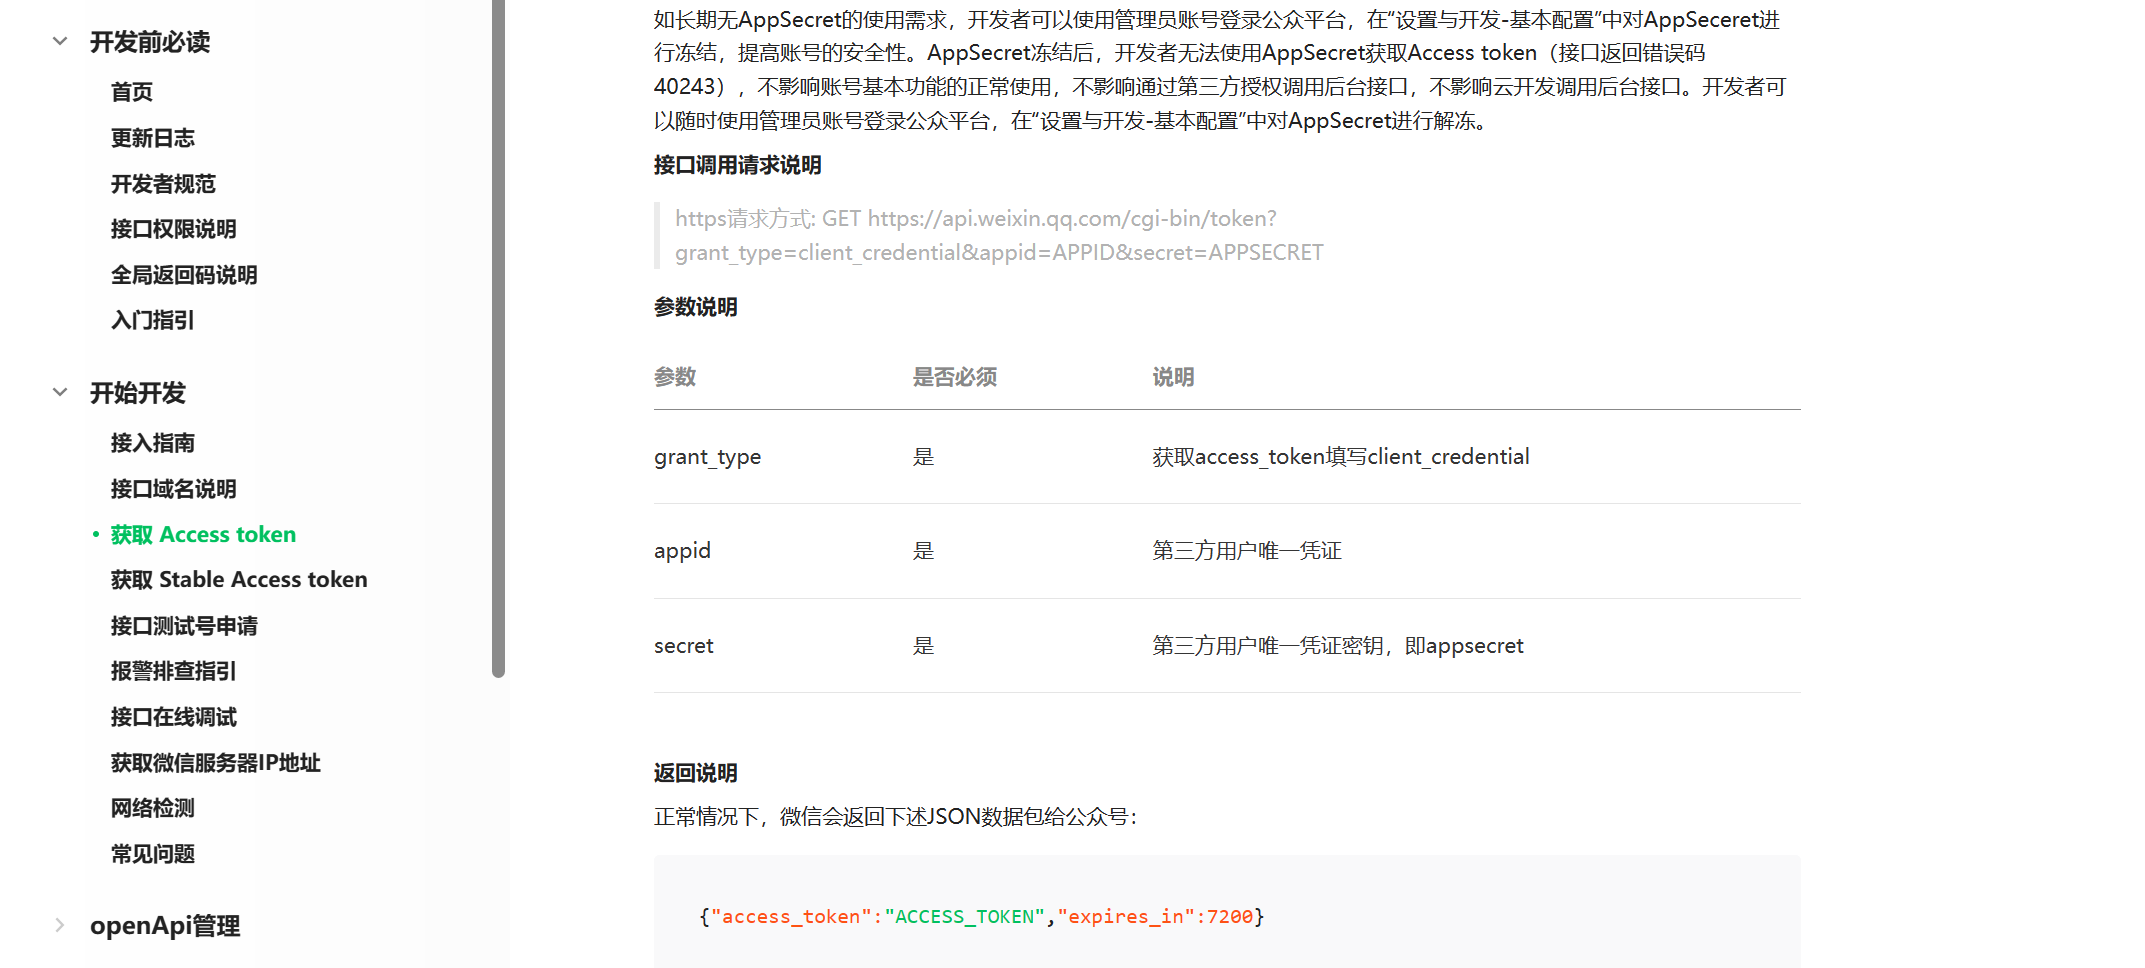 开发前必读
首页
更新日志
开发者规范
接口权限说明
全局返回码说明
入门指引
开始开发
接入指南
接口域名说明
• 获取 Access token
获取 Stable Access token
接口测试号申请
报警排查指引
接口在线调试
获取微信服务器IP地址
网络检测
常见问题
openApi管理
如长期无AppSecret的使用需求，开发者可以使用管理员账号登录公众平台，在“设置与开发-基本配置”中对AppSeceret进
行冻结，提高账号的安全性。AppSecret冻结后，开发者无法使用AppSecret获取Access token（接口返回错误码
40243），不影响账号基本功能的正常使用，不影响通过第三方授权调用后台接口，不影响云开发调用后台接口。开发者可
以随时使用管理员账号登录公众平台，在“设置与开发-基本配置”中对AppSecret进行解冻。
接口调用请求说明
https请求方式: GET https://api.weixin.qq.com/cgi-bin/token?
grant_type=client_credential&appid=APPID&secret=APPSECRET
参数说明
参数 是否必须 说明
grant_type 是 获取access_token填写client_credential
appid 是 第三方用户唯一凭证
secret 是 第三方用户唯一凭证密钥，即appsecret
返回说明
正常情况下，微信会返回下述JSON数据包给公众号：
{"access_token":"ACCESS_TOKEN","expires_in":7200}